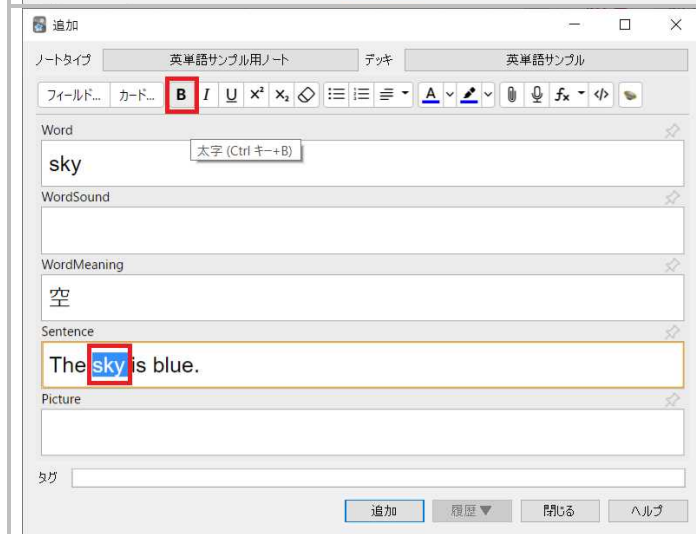 追加
ノートタイプ 英単語サンプル用ノート デッキ 英単語サンプル
フィールド... カード... B I U x² x₂ A fx </>
Word
太字 (Ctrl キー+B)
sky
WordSound
WordMeaning
空
Sentence
The sky is blue.
Picture
タグ
追加 履歴▼ 閉じる ヘルプ